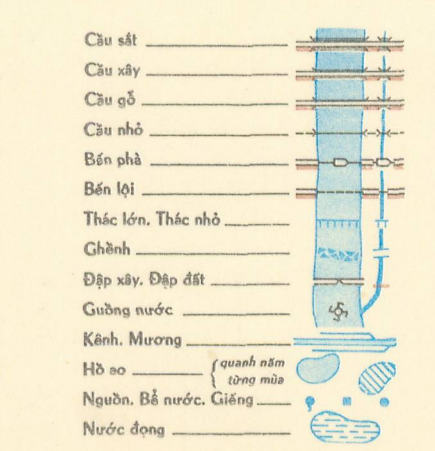 Cầu sắt
Cầu xây
Cầu gỗ
Cầu nhỏ
Bến phà
Bến lội
Thác lớn. Thác nhỏ
Ghềnh
Đập xây. Đập đất
Guồng nước
Kênh. Mương
Hồ ao
quanh năm
từng mùa
Nguồn. Bể nước. Giếng
Nước đọng